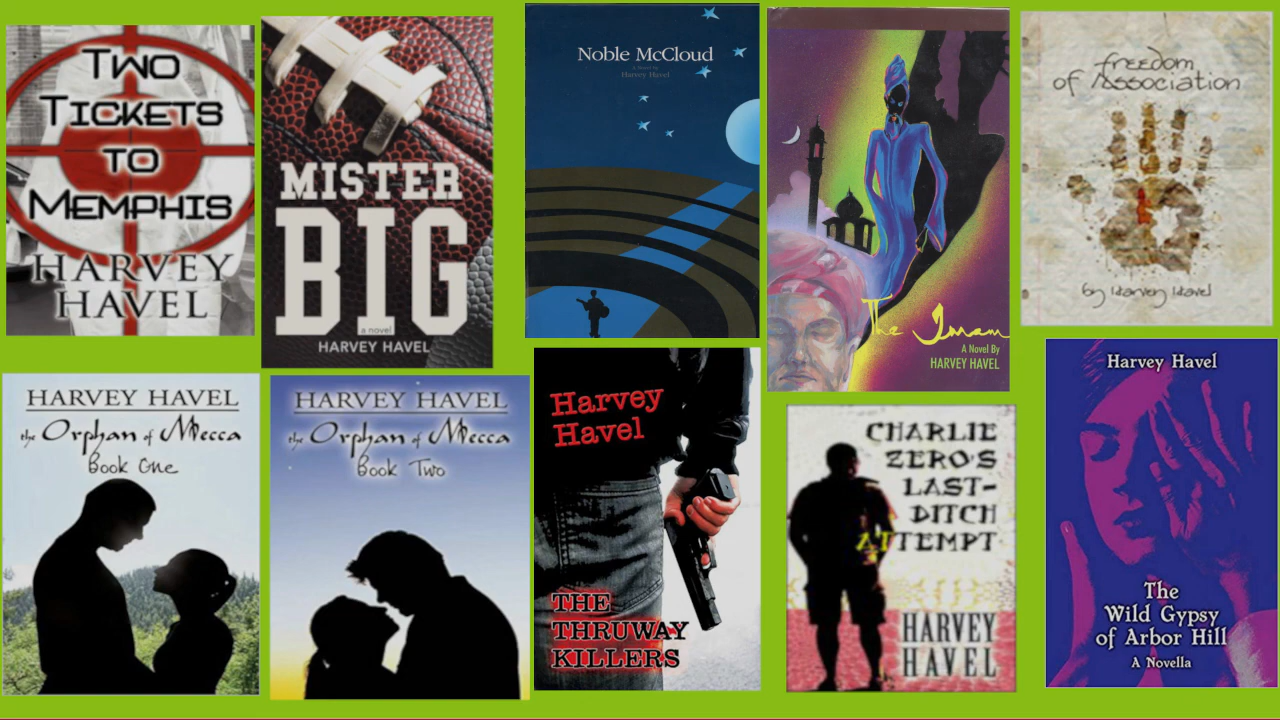 TWO
TICKETS
TO
MEMPHIS
HARVEY
HAVEL
MISTER
BIG
a novel
HARVEY HAVEL
Noble McCloud
a Novel by
Harvey Havel
The Imam
A Novel By
HARVEY HAVEL
freedom
of Association
by Harvey Havel
HARVEY HAVEL
the Orphan of Mecca
Book One
HARVEY HAVEL
the Orphan of Mecca
Book Two
Harvey
Havel
THE
THRUWAY
KILLERS
CHARLIE
ZERO'S
LAST-
DITCH
ATTEMPT
HARVEY
HAVEL
Harvey Havel
The
Wild Gypsy
of Arbor Hill
A Novella